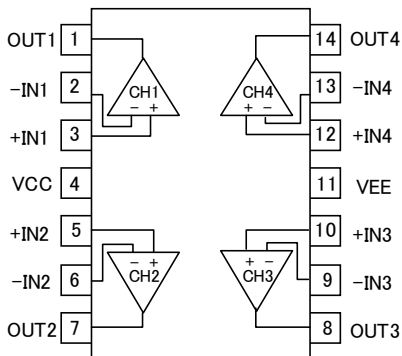 OUT1 1 14 OUT4
−IN1 2 13 −IN4
CH1 CH4
− + + −
+IN1 3 12 +IN4
VCC 4 11 VEE
+IN2 5 10 +IN3
− + + −
CH2 CH3
−IN2 6 9 −IN3
OUT2 7 8 OUT3